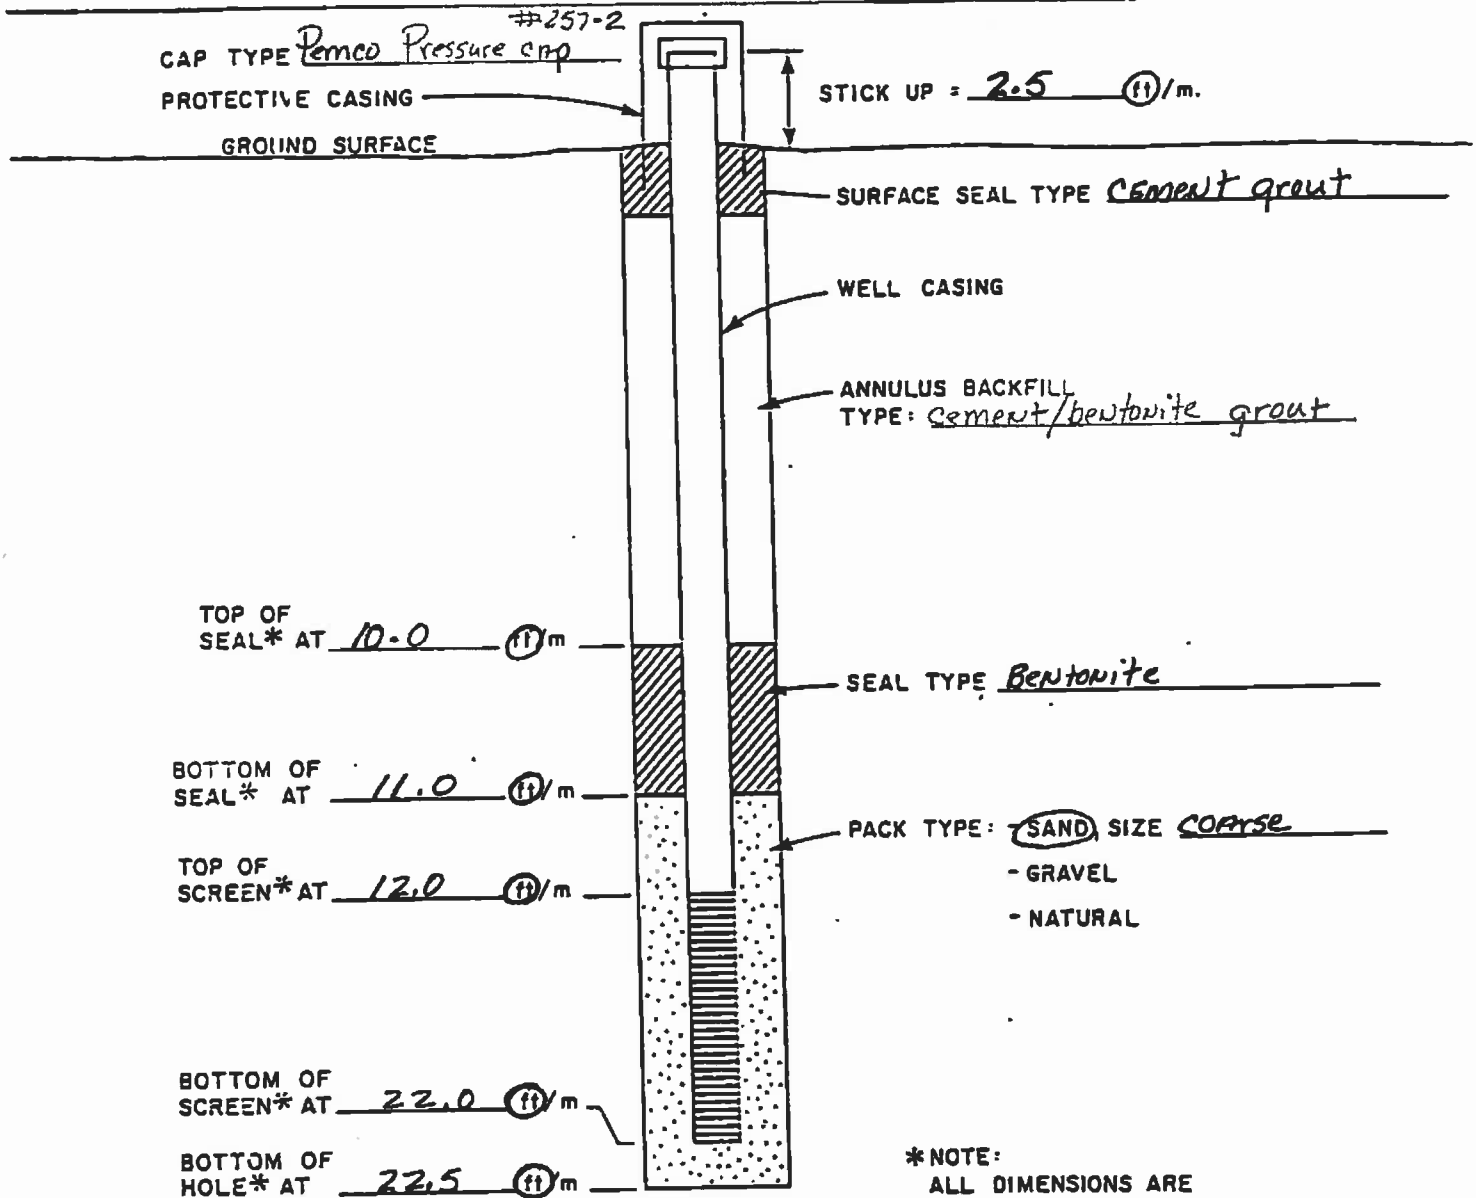 #257-2
CAP TYPE Pemco Pressure cap
PROTECTIVE CASING
STICK UP = 2.5 ft/m.
GROUND SURFACE
SURFACE SEAL TYPE cement grout
WELL CASING
ANNULUS BACKFILL
TYPE: cement/bentonite grout
TOP OF
SEAL* AT 10.0 ft/m
SEAL TYPE Bentonite
BOTTOM OF
SEAL* AT 11.0 ft/m
PACK TYPE: -SAND, SIZE coarse
- GRAVEL
- NATURAL
TOP OF
SCREEN* AT 12.0 ft/m
BOTTOM OF
SCREEN* AT 22.0 ft/m
BOTTOM OF
HOLE* AT 22.5 ft/m
*NOTE:
ALL DIMENSIONS ARE